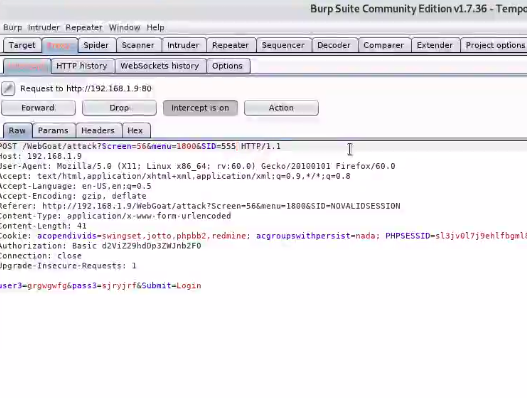 Burp Suite Community Edition v1.7.36 - Tempo
Burp Intruder Repeater Window Help
Target Proxy Spider Scanner Intruder Repeater Sequencer Decoder Comparer Extender Project options
Intercept HTTP history WebSockets history Options
Request to http://192.168.1.9:80
Forward Drop Intercept is on Action
Raw Params Headers Hex
POST /WebGoat/attack?Screen=56&menu=1800&SID=555 HTTP/1.1
Host: 192.168.1.9
User-Agent: Mozilla/5.0 (X11; Linux x86_64; rv:60.0) Gecko/20100101 Firefox/60.0
Accept: text/html,application/xhtml+xml,application/xml;q=0.9,*/*;q=0.8
Accept-Language: en-US,en;q=0.5
Accept-Encoding: gzip, deflate
Referer: http://192.168.1.9/WebGoat/attack?Screen=56&menu=1800&SID=NOVALIDSESSION
Content-Type: application/x-www-form-urlencoded
Content-Length: 41
Cookie: acopendivids=swingset,jotto,phpbb2,redmine; acgroupswithpersist=nada; PHPSESSID=sl3jv0l7j9ehlfbgml8
Authorization: Basic d2ViZ29hdDp3ZWJnb2F0
Connection: close
Upgrade-Insecure-Requests: 1
user3=grgwgwfg&pass3=sjryjrf&Submit=Login